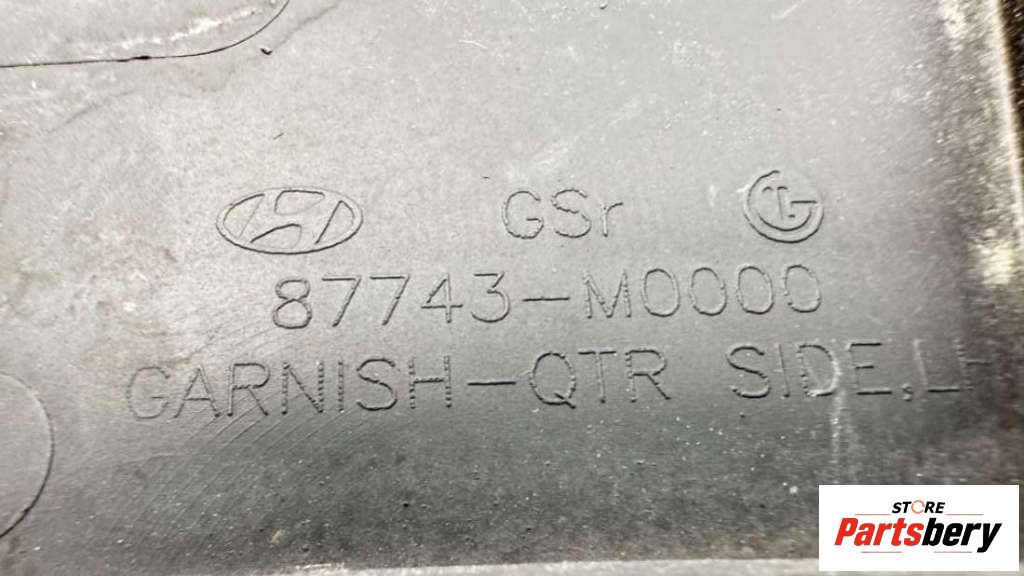 GSr
87743-M0000
GARNISH-QTR SIDE,LH
STORE
Partsbery